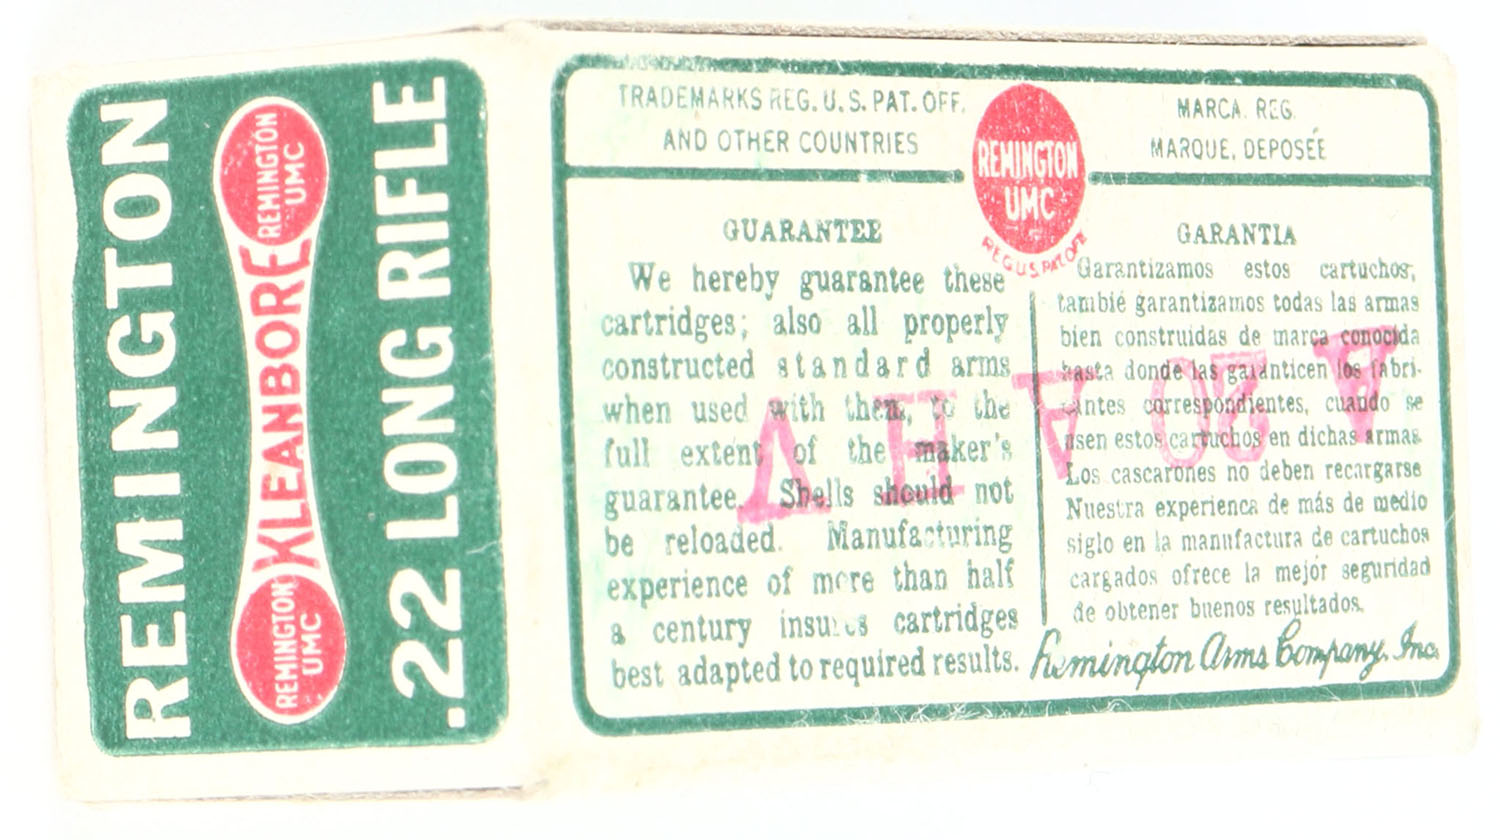 REMINGTON
REMINGTON
UMC
KLEANBORE
REMINGTON
UMC
.22 LONG RIFLE
TRADEMARKS REG. U. S. PAT. OFF.
AND OTHER COUNTRIES
REMINGTON
UMC
REG. U.S. PAT. OFF.
MARCA REG.
MARQUE, DEPOSÉE
GUARANTEE
We hereby guarantee these
cartridges; also all properly
constructed standard arms
when used with them, to the
full extent of the maker's
guarantee. Shells should not
be reloaded. Manufacturing
experience of more than half
a century insures cartridges
best adapted to required results.
GARANTIA
Garantizamos estos cartuchos,
tambié garantizamos todas las armas
bien construidas de marca conocida
hasta donde las garanticen los fabri-
cantes correspondientes, cuando se
usen estos cartuchos en dichas armas.
Los cascarones no deben recargarse
Nuestra experienca de más de medio
siglo en la manufactura de cartuchos
cargados ofrece la mejór seguridad
de obtener buenos resultados.
Remington Arms Company, Inc.